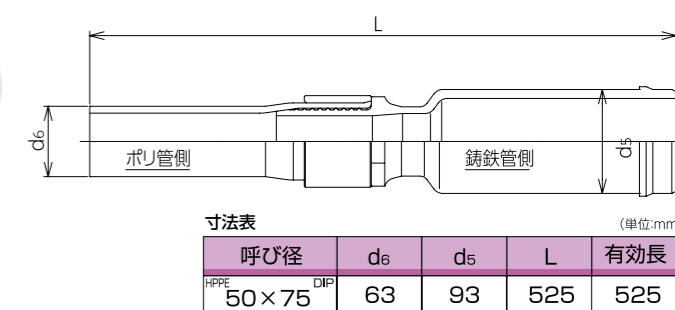 L
d6
ポリ管側
鋳鉄管側
d5
寸法表
(単位:mm
呼び径 d6 d5 L 有効長
HPPE 50×75 DIP 63 93 525 525